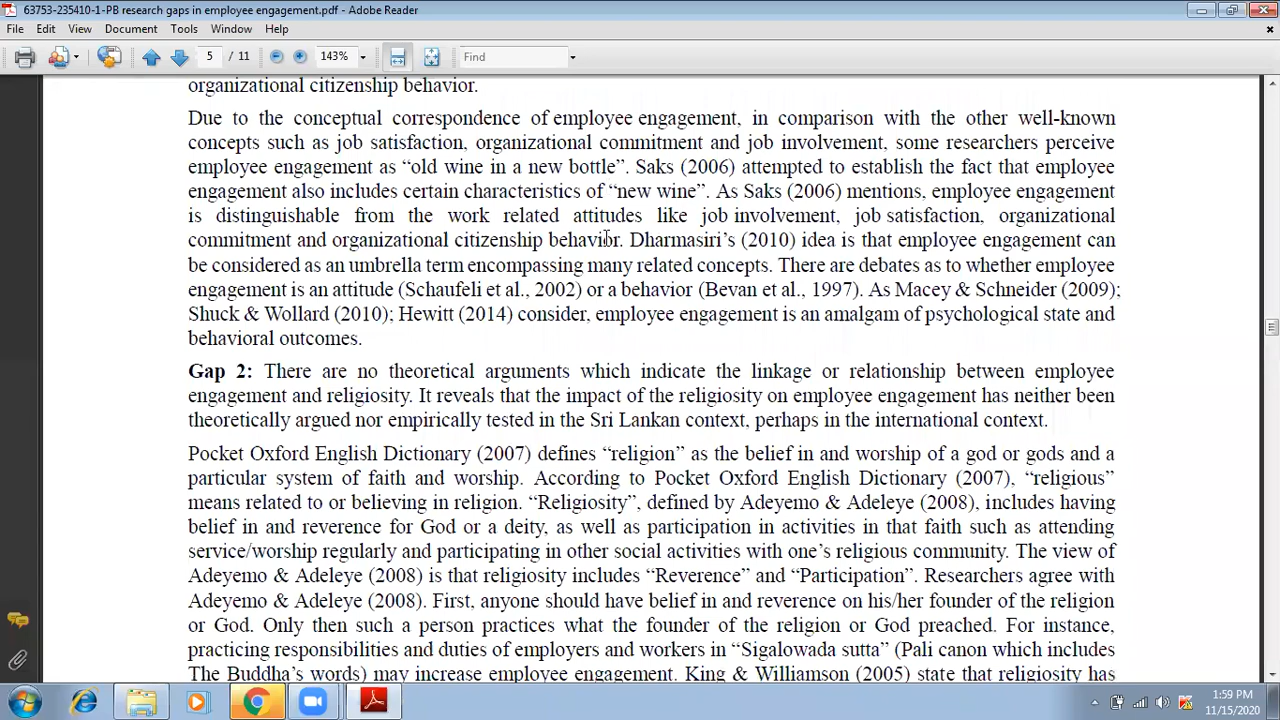 63753-235410-1-PB research gaps in employee engagement.pdf - Adobe Reader
File Edit View Document Tools Window Help
5 / 11 143% Find
organizational citizenship behavior.
Due to the conceptual correspondence of employee engagement, in comparison with the other well-known
concepts such as job satisfaction, organizational commitment and job involvement, some researchers perceive
employee engagement as “old wine in a new bottle”. Saks (2006) attempted to establish the fact that employee
engagement also includes certain characteristics of “new wine”. As Saks (2006) mentions, employee engagement
is distinguishable from the work related attitudes like job involvement, job satisfaction, organizational
commitment and organizational citizenship behavior. Dharmasiri’s (2010) idea is that employee engagement can
be considered as an umbrella term encompassing many related concepts. There are debates as to whether employee
engagement is an attitude (Schaufeli et al., 2002) or a behavior (Bevan et al., 1997). As Macey & Schneider (2009);
Shuck & Wollard (2010); Hewitt (2014) consider, employee engagement is an amalgam of psychological state and
behavioral outcomes.
Gap 2: There are no theoretical arguments which indicate the linkage or relationship between employee
engagement and religiosity. It reveals that the impact of the religiosity on employee engagement has neither been
theoretically argued nor empirically tested in the Sri Lankan context, perhaps in the international context.
Pocket Oxford English Dictionary (2007) defines “religion” as the belief in and worship of a god or gods and a
particular system of faith and worship. According to Pocket Oxford English Dictionary (2007), “religious”
means related to or believing in religion. “Religiosity”, defined by Adeyemo & Adeleye (2008), includes having
belief in and reverence for God or a deity, as well as participation in activities in that faith such as attending
service/worship regularly and participating in other social activities with one’s religious community. The view of
Adeyemo & Adeleye (2008) is that religiosity includes “Reverence” and “Participation”. Researchers agree with
Adeyemo & Adeleye (2008). First, anyone should have belief in and reverence on his/her founder of the religion
or God. Only then such a person practices what the founder of the religion or God preached. For instance,
practicing responsibilities and duties of employers and workers in “Sigalowada sutta” (Pali canon which includes
The Buddha’s words) may increase employee engagement. King & Williamson (2005) state that religiosity has
1:59 PM
11/15/2020